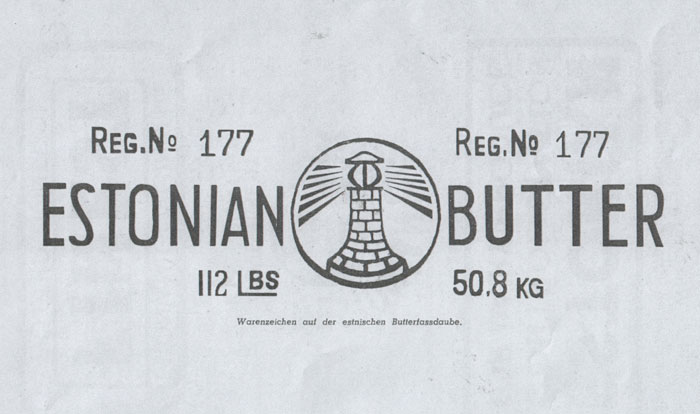 REG.Nº 177 REG.Nº 177
ESTONIAN BUTTER
112 LBS 50.8 KG
Warenzeichen auf der estnischen Butterfassdaube.